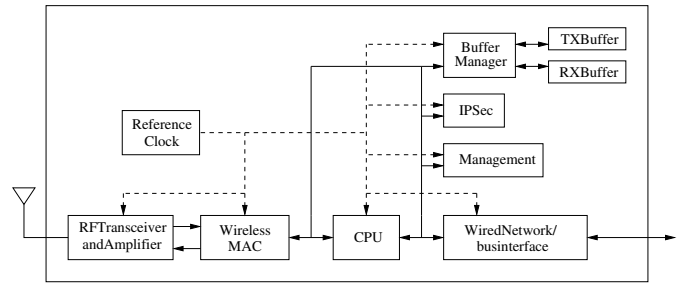 Buffer
Manager
TXBuffer
RXBuffer
IPSec
Reference
Clock
Management
RFTransceiver
andAmplifier
Wireless
MAC
CPU
WiredNetwork/
businterface